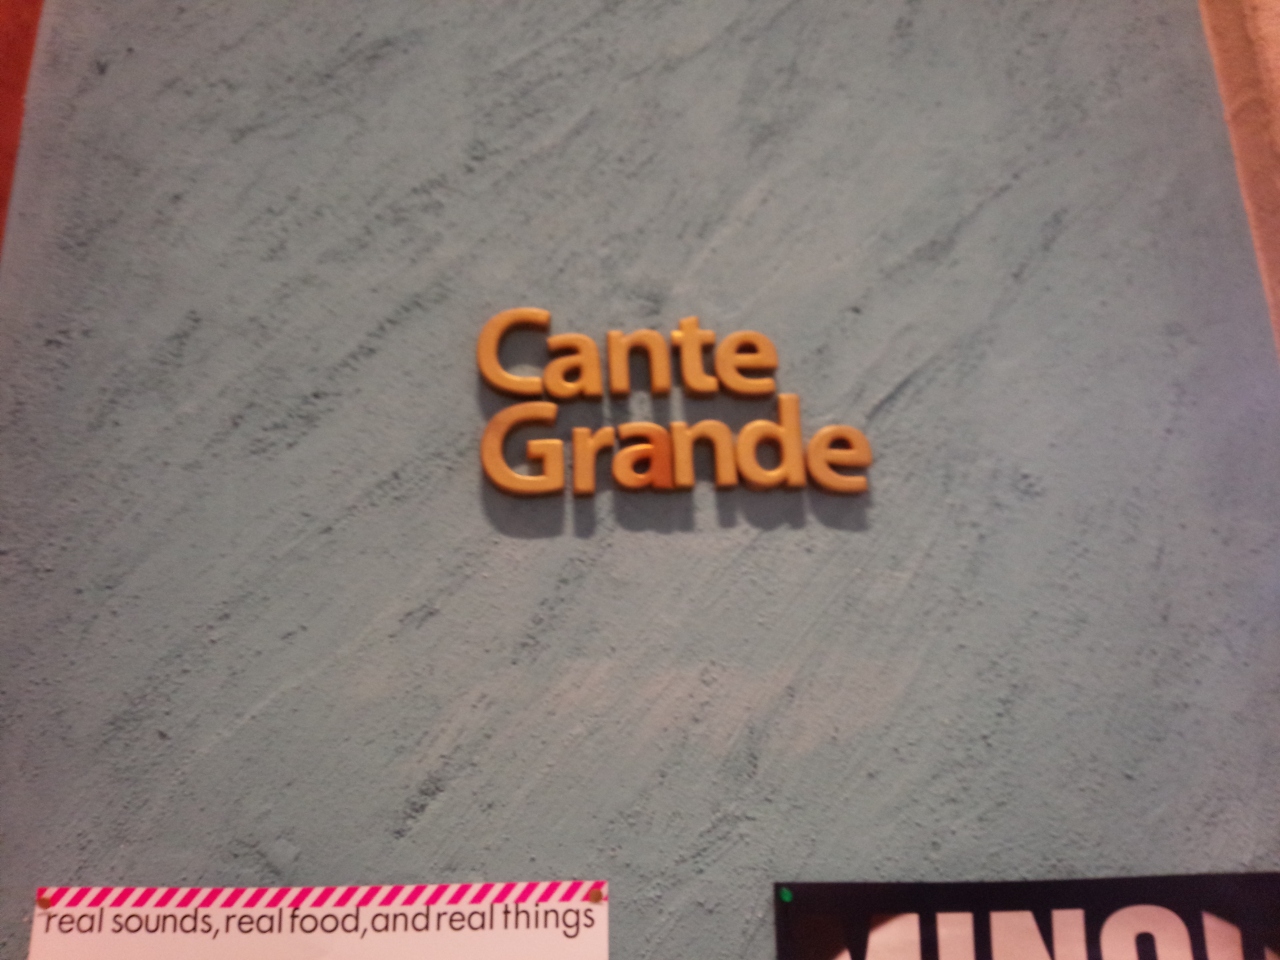 Cante
Grande
real sounds, real food, and real things